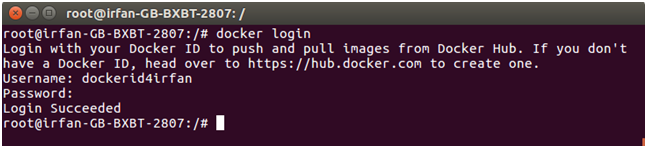 root@irfan-GB-BXBT-2807: /
root@irfan-GB-BXBT-2807:/# docker login
Login with your Docker ID to push and pull images from Docker Hub. If you don't
have a Docker ID, head over to https://hub.docker.com to create one.
Username: dockerid4irfan
Password:
Login Succeeded
root@irfan-GB-BXBT-2807:/#